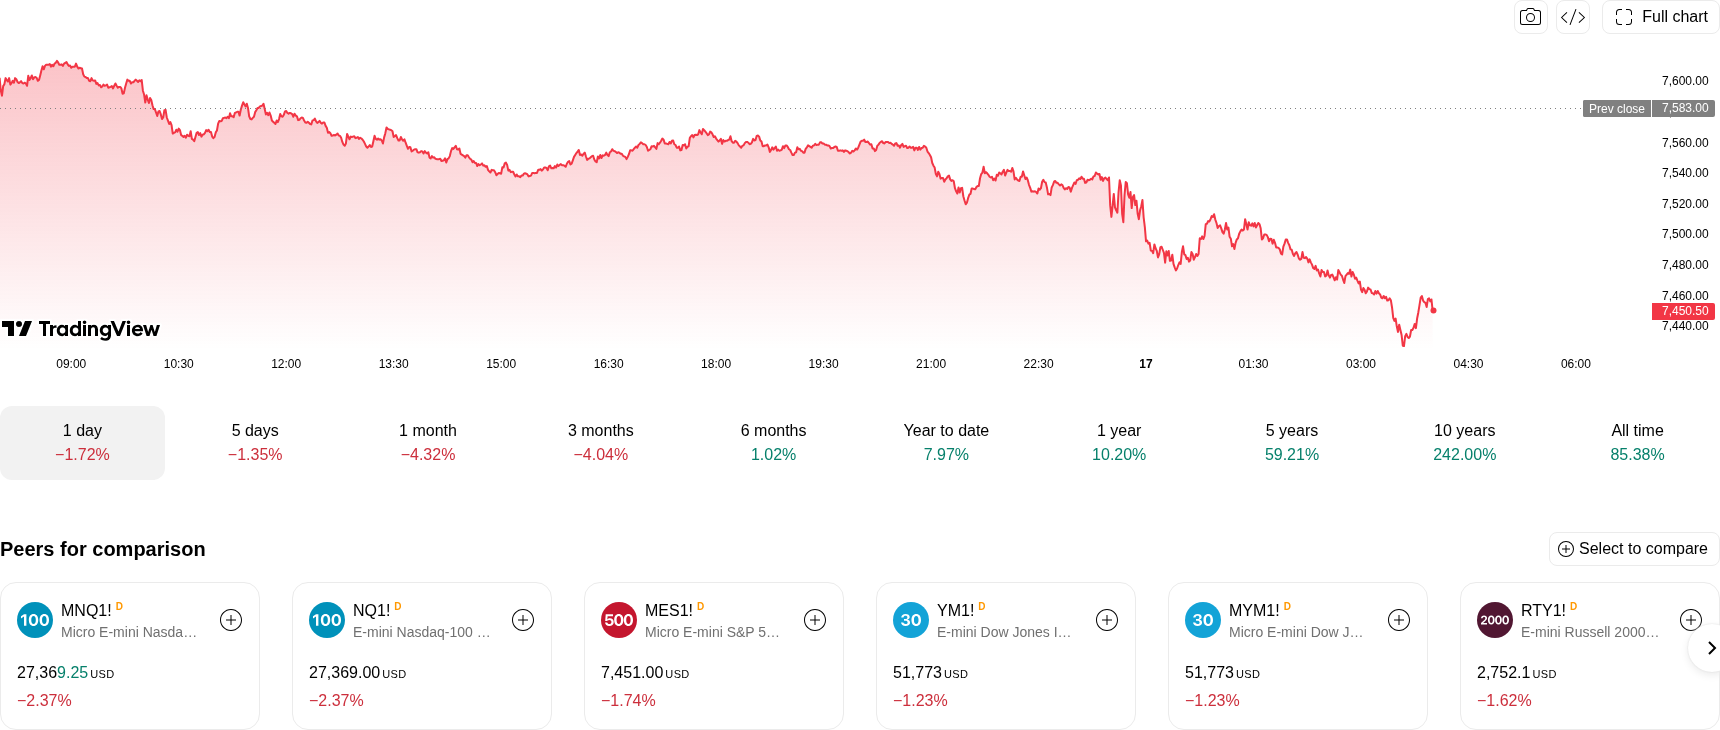 Full chart
7,600.00
Prev close 7,583.00
7,560.00
7,540.00
7,520.00
7,500.00
7,480.00
7,460.00
7,450.50
7,440.00
TradingView
09:00 10:30 12:00 13:30 15:00 16:30 18:00 19:30 21:00 22:30 17 01:30 03:00 04:30 06:00
1 day 5 days 1 month 3 months 6 months Year to date 1 year 5 years 10 years All time
−1.72% −1.35% −4.32% −4.04% 1.02% 7.97% 10.20% 59.21% 242.00% 85.38%
Peers for comparison
Select to compare
100 MNQ1! D
Micro E-mini Nasda…
27,369.25 USD
−2.37%
100 NQ1! D
E-mini Nasdaq-100 …
27,369.00 USD
−2.37%
500 MES1! D
Micro E-mini S&P 5…
7,451.00 USD
−1.74%
30 YM1! D
E-mini Dow Jones I…
51,773 USD
−1.23%
30 MYM1! D
Micro E-mini Dow J…
51,773 USD
−1.23%
2000 RTY1! D
E-mini Russell 2000…
2,752.1 USD
−1.62%